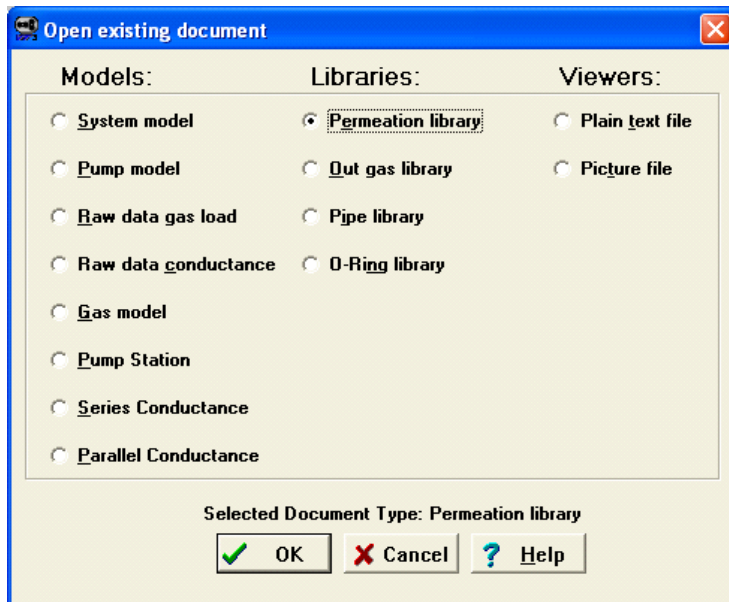 Open existing document
Models: Libraries: Viewers:
System model Permeation library Plain text file
Pump model Out gas library Picture file
Raw data gas load Pipe library
Raw data conductance O-Ring library
Gas model
Pump Station
Series Conductance
Parallel Conductance
Selected Document Type: Permeation library
OK Cancel Help